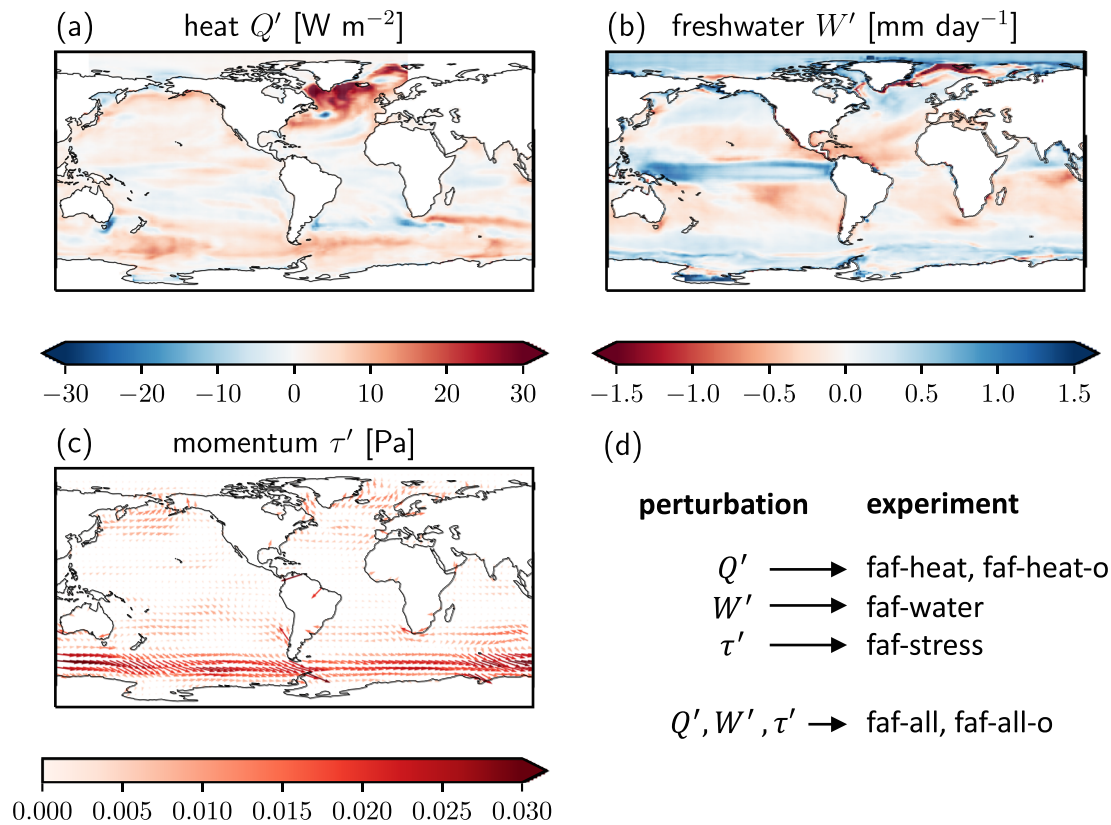 (a) heat Q′ [W m−2]
−30 −20 −10 0 10 20 30
(b) freshwater W′ [mm day−1]
−1.5 −1.0 −0.5 0.0 0.5 1.0 1.5
(c) momentum τ′ [Pa]
0.000 0.005 0.010 0.015 0.020 0.025 0.030
(d)
perturbation experiment
Q′ faf-heat, faf-heat-o
W′ faf-water
τ′ faf-stress
Q′, W′, τ′ faf-all, faf-all-o